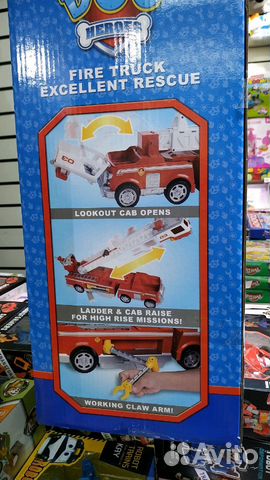 HEROES
FIRE TRUCK
EXCELLENT RESCUE
LOOKOUT CAB OPENS
LADDER & CAB RAISE
FOR HIGH RISE MISSIONS!
WORKING CLAW ARM!
Avito